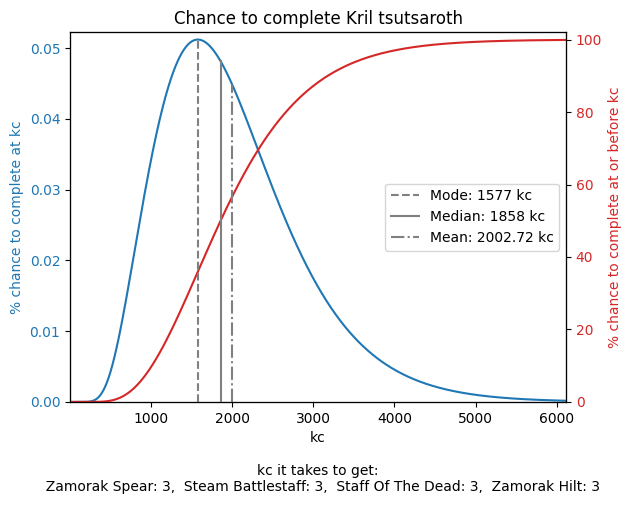 Chance to complete Kril tsutsaroth
% chance to complete at kc
0.05
0.04
0.03
0.02
0.01
0.00
Mode: 1577 kc
Median: 1858 kc
Mean: 2002.72 kc
100
80
60
40
20
0
% chance to complete at or before kc
1000 2000 3000 4000 5000 6000
kc
kc it takes to get:
Zamorak Spear: 3, Steam Battlestaff: 3, Staff Of The Dead: 3, Zamorak Hilt: 3